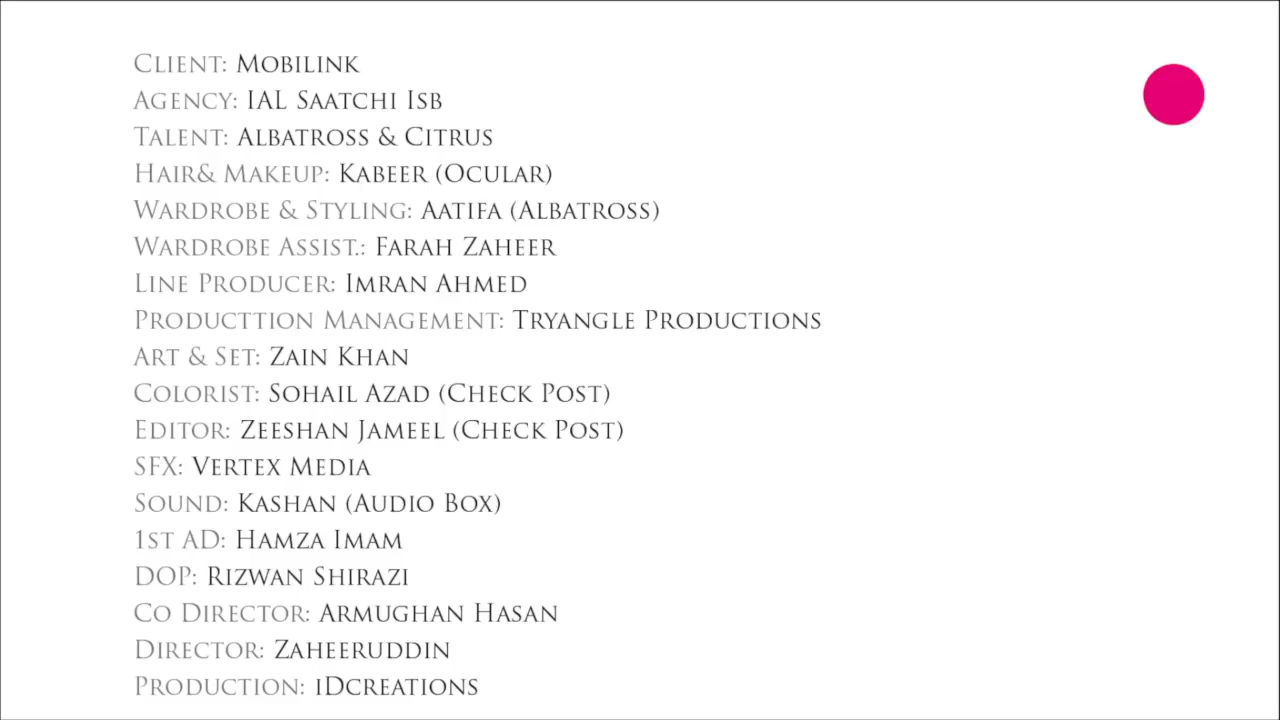 Client: Mobilink
Agency: IAL Saatchi Isb
Talent: Albatross & Citrus
Hair& Makeup: Kabeer (Ocular)
Wardrobe & Styling: Aatifa (Albatross)
Wardrobe Assist.: Farah Zaheer
Line Producer: Imran Ahmed
Producttion Management: Tryangle Productions
Art & Set: Zain Khan
Colorist: Sohail Azad (Check Post)
Editor: Zeeshan Jameel (Check Post)
SFX: Vertex Media
Sound: Kashan (Audio Box)
1st AD: Hamza Imam
DOP: Rizwan Shirazi
Co Director: Armughan Hasan
Director: Zaheeruddin
Production: iDcreations